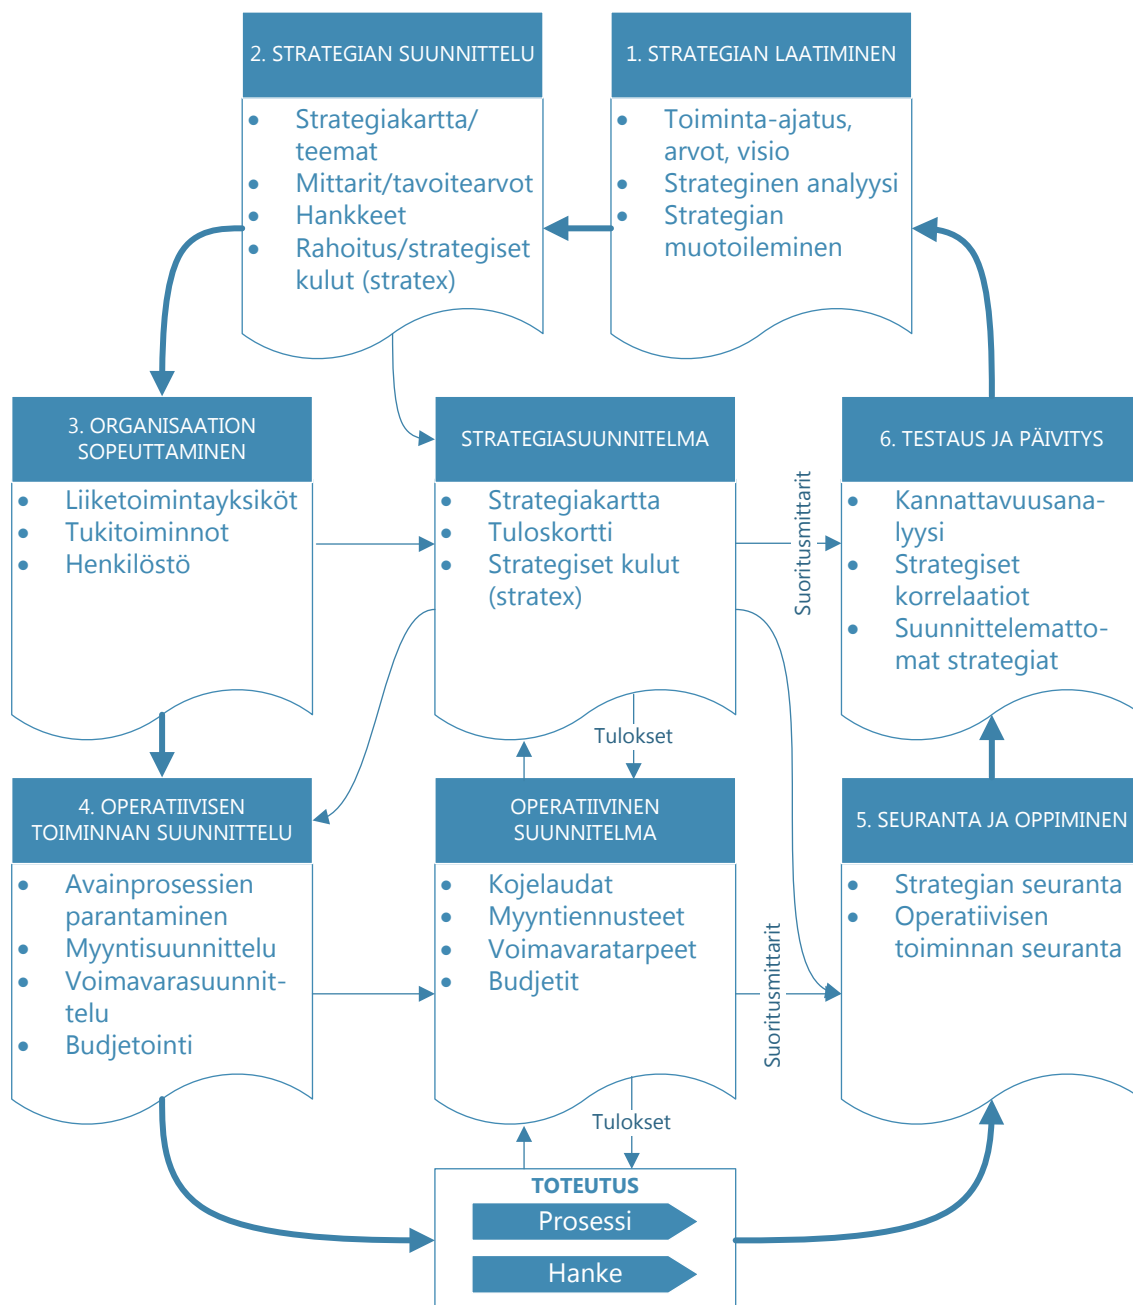 2. STRATEGIAN SUUNNITTELU
Strategiakartta/
teemat
Mittarit/tavoitearvot
Hankkeet
Rahoitus/strategiset
kulut (stratex)
1. STRATEGIAN LAATIMINEN
Toiminta-ajatus,
arvot, visio
Strateginen analyysi
Strategian
muotoileminen
3. ORGANISAATION
SOPEUTTAMINEN
Liiketoimintayksiköt
Tukitoiminnot
Henkilöstö
STRATEGIASUUNNITELMA
Strategiakartta
Tuloskortti
Strategiset kulut
(stratex)
Suoritusmittarit
6. TESTAUS JA PÄIVITYS
Kannattavuusana-
lyysi
Strategiset
korrelaatiot
Suunnittelematto-
mat strategiat
Tulokset
4. OPERATIIVISEN
TOIMINNAN SUUNNITTELU
Avainprosessien
parantaminen
Myyntisuunnittelu
Voimavarasuunnit-
telu
Budjetointi
OPERATIIVINEN
SUUNNITELMA
Kojelaudat
Myyntiennusteet
Voimavaratarpeet
Budjetit
Suoritusmittarit
5. SEURANTA JA OPPIMINEN
Strategian seuranta
Operatiivisen
toiminnan seuranta
Tulokset
TOTEUTUS
Prosessi
Hanke